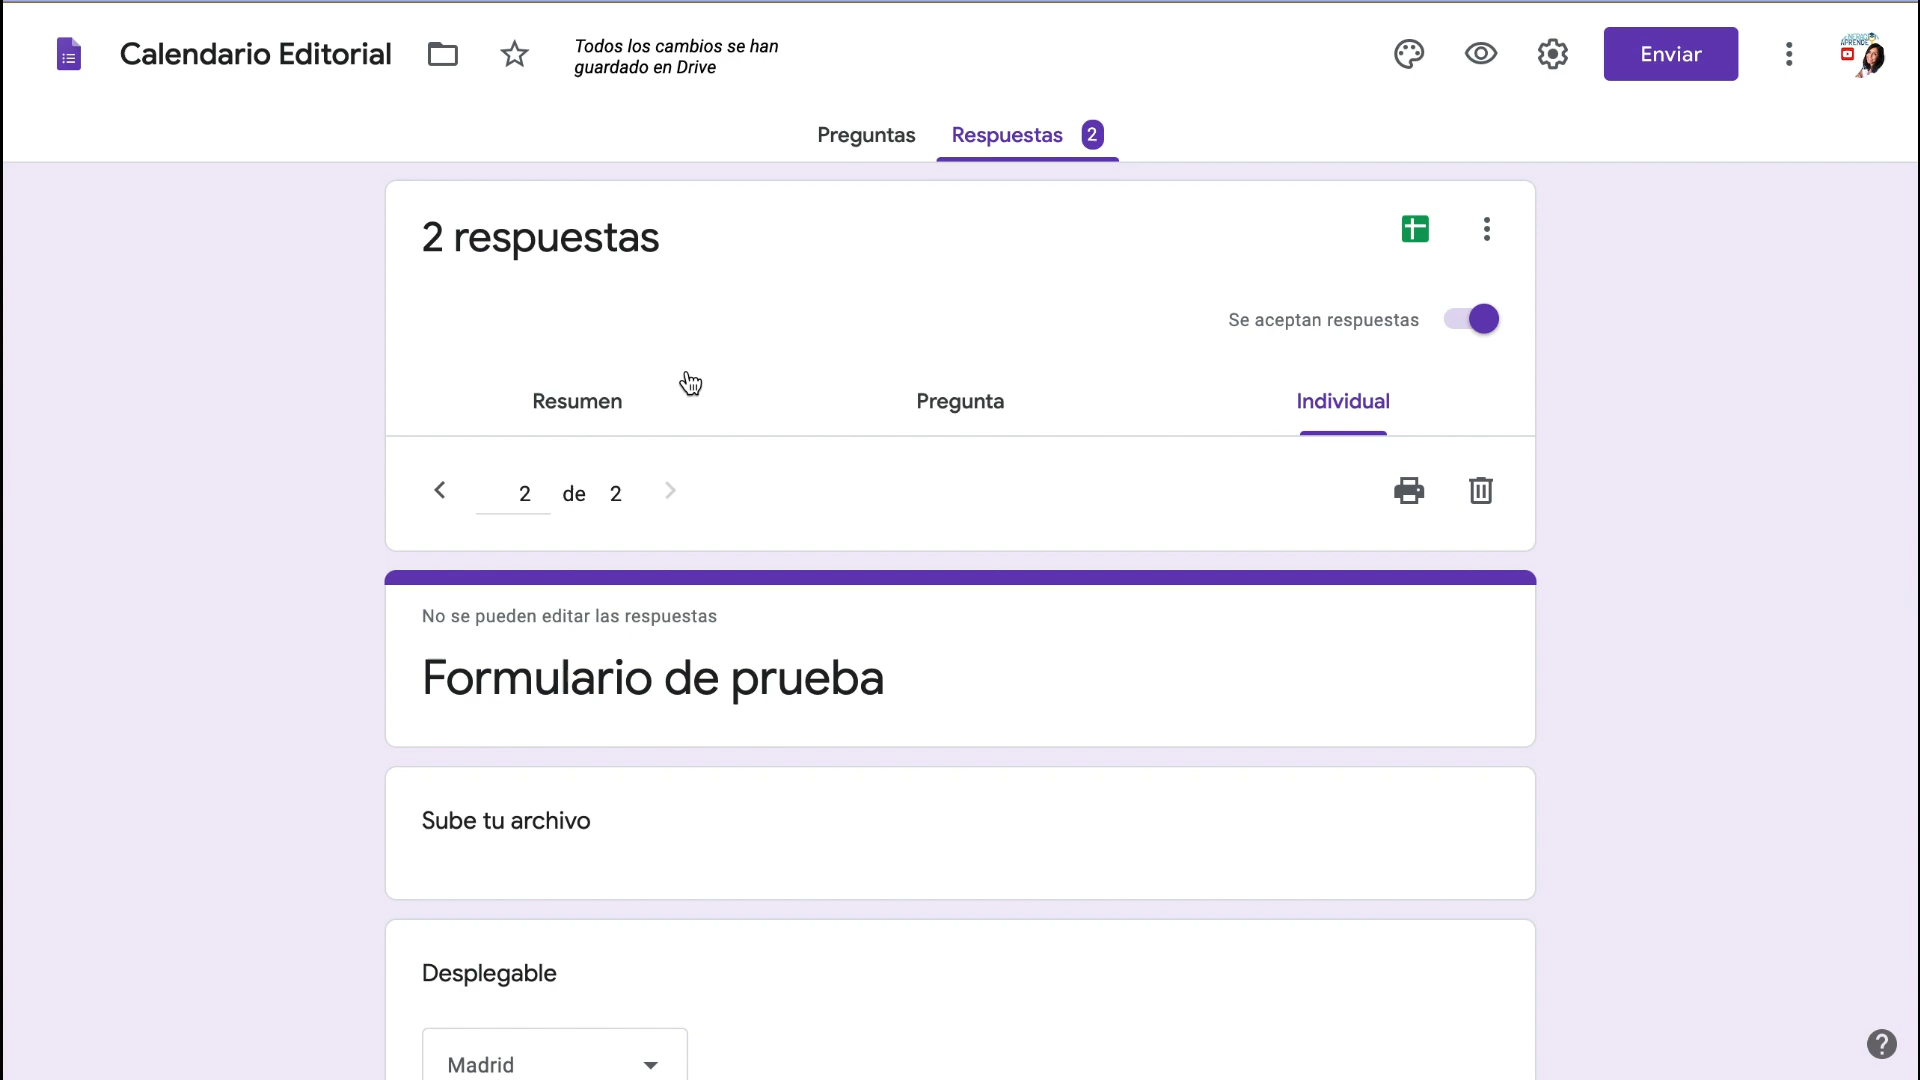 Calendario Editorial
Todos los cambios se han
guardado en Drive
Enviar
APRENDE
Preguntas
Respuestas 2
2 respuestas
Se aceptan respuestas
Resumen
Pregunta
Individual
2 de 2
No se pueden editar las respuestas
Formulario de prueba
Sube tu archivo
Desplegable
Madrid